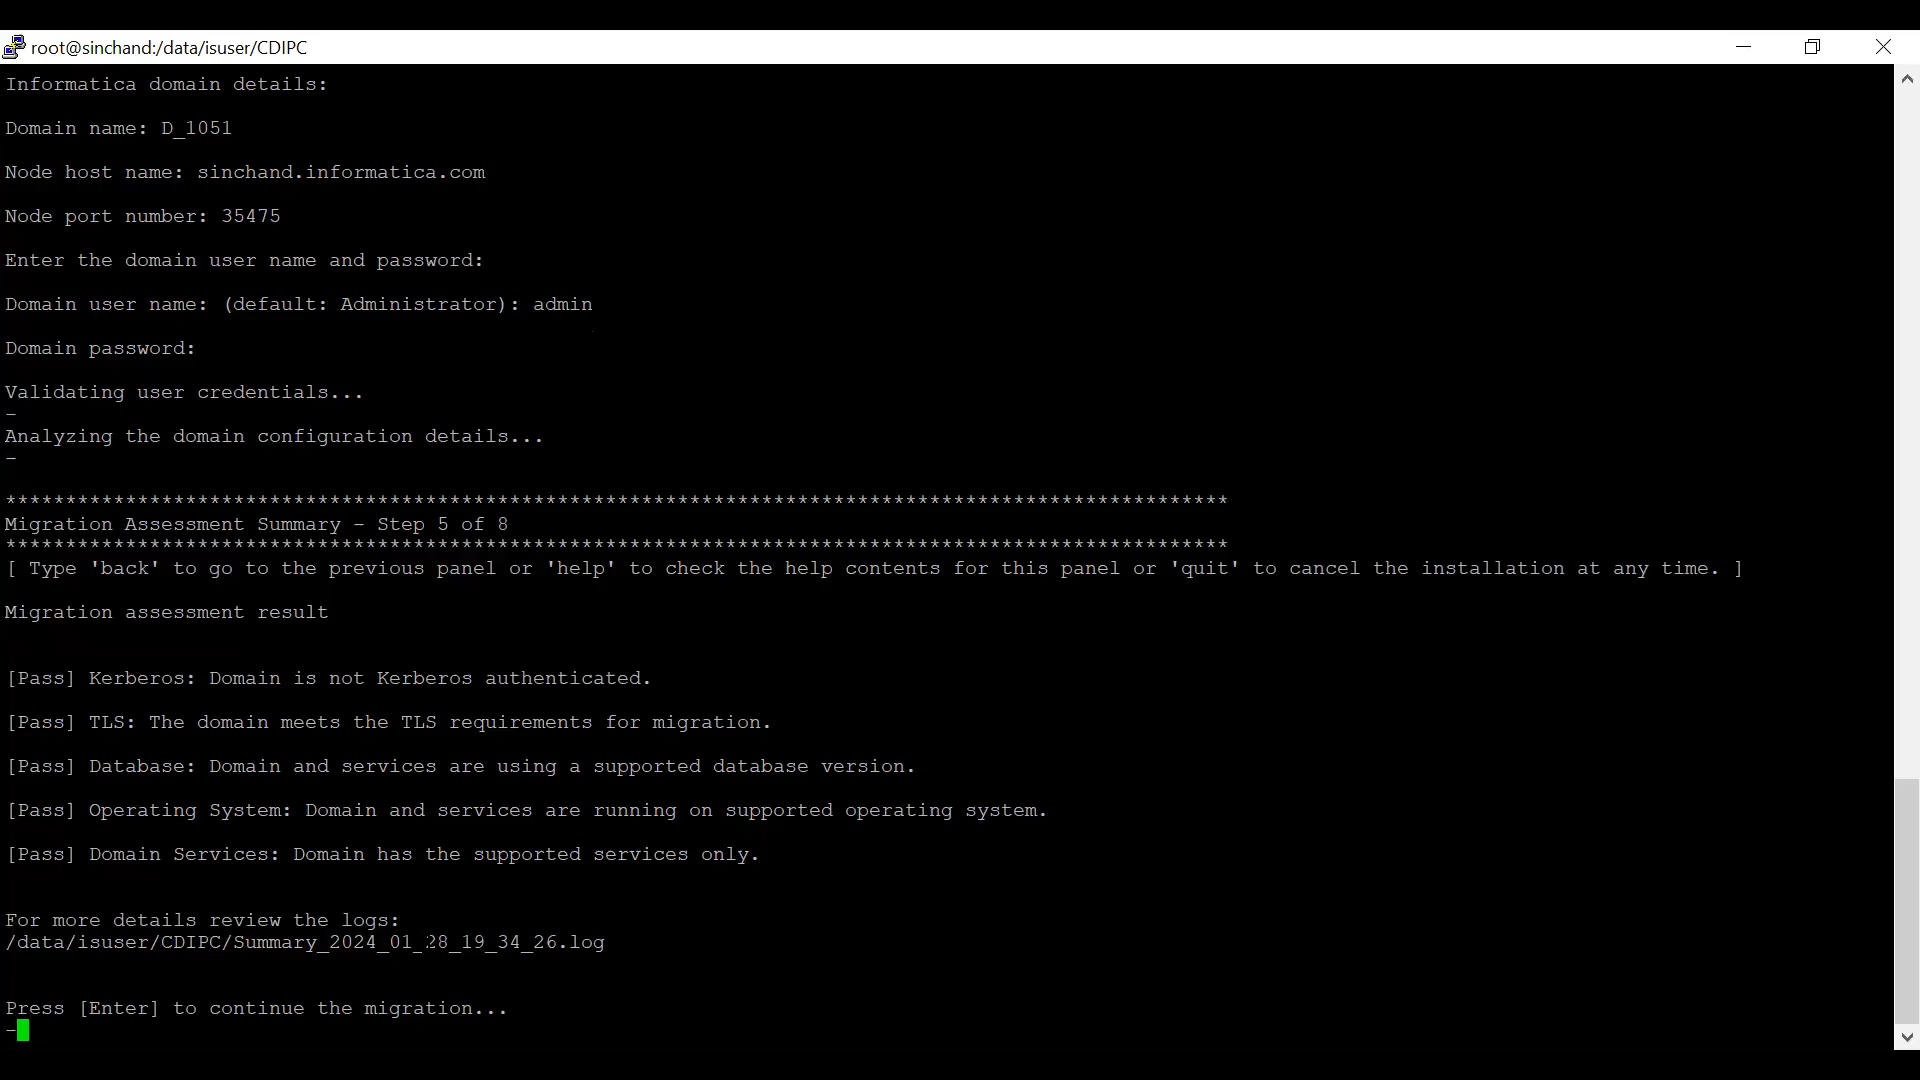 root@sinchand:/data/isuser/CDIPC
Informatica domain details:
Domain name: D_1051
Node host name: sinchand.informatica.com
Node port number: 35475
Enter the domain user name and password:
Domain user name: (default: Administrator): admin
Domain password:
Validating user credentials...
-
Analyzing the domain configuration details...
-
******************************************************************************************************
Migration Assessment Summary - Step 5 of 8
******************************************************************************************************
[ Type 'back' to go to the previous panel or 'help' to check the help contents for this panel or 'quit' to cancel the installation at any time. ]
Migration assessment result
[Pass] Kerberos: Domain is not Kerberos authenticated.
[Pass] TLS: The domain meets the TLS requirements for migration.
[Pass] Database: Domain and services are using a supported database version.
[Pass] Operating System: Domain and services are running on supported operating system.
[Pass] Domain Services: Domain has the supported services only.
For more details review the logs:
/data/isuser/CDIPC/Summary_2024_01_28_19_34_26.log
Press [Enter] to continue the migration...
-